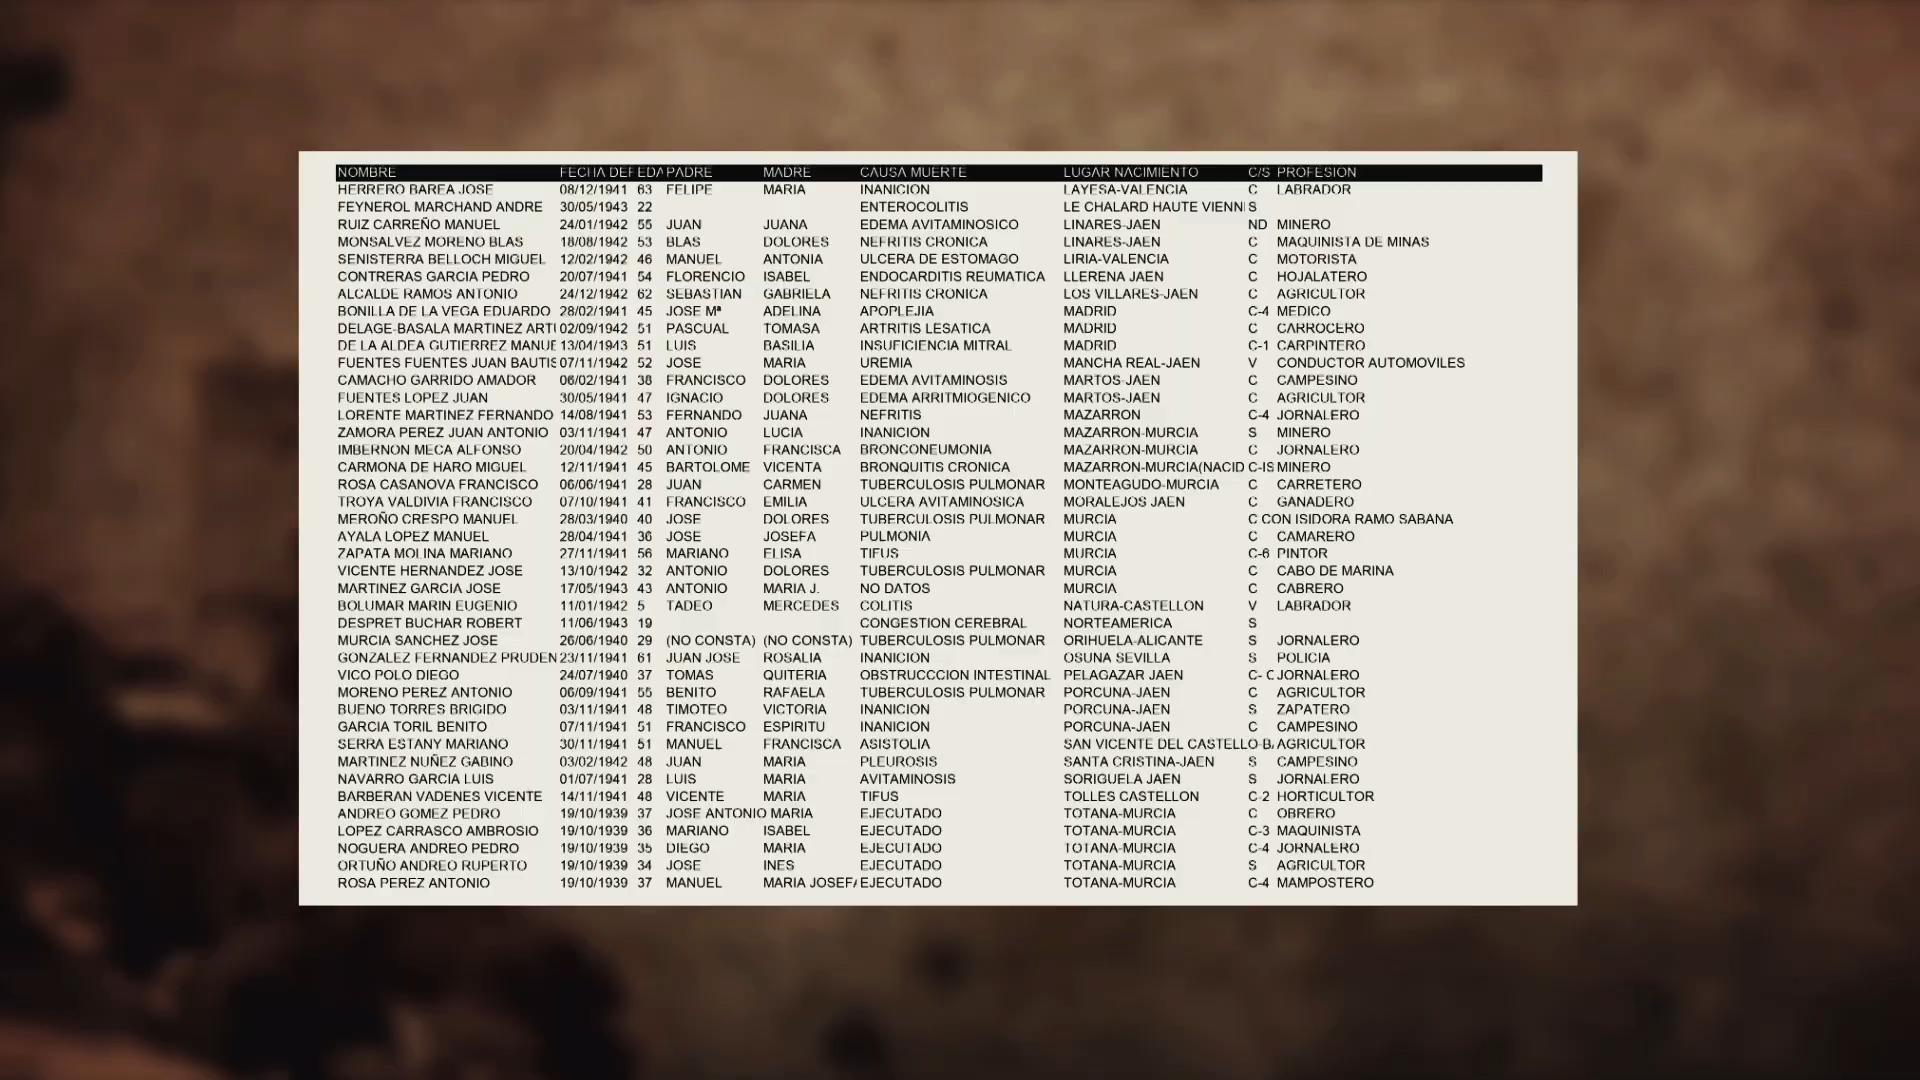 NOMBRE FECHA DEF EDA PADRE MADRE CAUSA MUERTE LUGAR NACIMIENTO C/S PROFESION
HERRERO BAREA JOSE 08/12/1941 63 FELIPE MARIA INANICION LAYESA-VALENCIA C LABRADOR
FEYNEROL MARCHAND ANDRE 30/05/1943 22 ENTEROCOLITIS LE CHALARD HAUTE VIENN S
RUIZ CARREÑO MANUEL 24/01/1942 55 JUAN JUANA EDEMA AVITAMINOSICO LINARES-JAEN ND MINERO
MONSALVEZ MORENO BLAS 18/08/1942 53 BLAS DOLORES NEFRITIS CRONICA LINARES-JAEN C MAQUINISTA DE MINAS
SENISTERRA BELLOCH MIGUEL 12/02/1942 46 MANUEL ANTONIA ULCERA DE ESTOMAGO LIRIA-VALENCIA C MOTORISTA
CONTRERAS GARCIA PEDRO 20/07/1941 54 FLORENCIO ISABEL ENDOCARDITIS REUMATICA LLERENA JAEN C HOJALATERO
ALCALDE RAMOS ANTONIO 24/12/1942 62 SEBASTIAN GABRIELA NEFRITIS CRONICA LOS VILLARES-JAEN C AGRICULTOR
BONILLA DE LA VEGA EDUARDO 28/02/1941 45 JOSE Mª ADELINA APOPLEJIA MADRID C-4 MEDICO
DELAGE-BASALA MARTINEZ ARTU 02/09/1942 51 PASCUAL TOMASA ARTRITIS LESATICA MADRID C CARROCERO
DE LA ALDEA GUTIERREZ MANUE 13/04/1943 51 LUIS BASILIA INSUFICIENCIA MITRAL MADRID C-1 CARPINTERO
FUENTES FUENTES JUAN BAUTIS 07/11/1942 52 JOSE MARIA UREMIA MANCHA REAL-JAEN V CONDUCTOR AUTOMOVILES
CAMACHO GARRIDO AMADOR 06/02/1941 38 FRANCISCO DOLORES EDEMA AVITAMINOSIS MARTOS-JAEN C CAMPESINO
FUENTES LOPEZ JUAN 30/05/1941 47 IGNACIO DOLORES EDEMA ARRITMIOGENICO MARTOS-JAEN C AGRICULTOR
LORENTE MARTINEZ FERNANDO 14/08/1941 53 FERNANDO JUANA NEFRITIS MAZARRON C-4 JORNALERO
ZAMORA PEREZ JUAN ANTONIO 03/11/1941 47 ANTONIO LUCIA INANICION MAZARRON-MURCIA S MINERO
IMBERNON MECA ALFONSO 20/04/1942 50 ANTONIO FRANCISCA BRONCONEUMONIA MAZARRON-MURCIA C JORNALERO
CARMONA DE HARO MIGUEL 12/11/1941 45 BARTOLOME VICENTA BRONQUITIS CRONICA MAZARRON-MURCIA(NACID C-IS MINERO
ROSA CASANOVA FRANCISCO 06/06/1941 28 JUAN CARMEN TUBERCULOSIS PULMONAR MONTEAGUDO-MURCIA C CARRETERO
TROYA VALDIVIA FRANCISCO 07/10/1941 41 FRANCISCO EMILIA ULCERA AVITAMINOSICA MORALEJOS JAEN C GANADERO
MEROÑO CRESPO MANUEL 28/03/1940 40 JOSE DOLORES TUBERCULOSIS PULMONAR MURCIA C CON ISIDORA RAMO SABANA
AYALA LOPEZ MANUEL 28/04/1941 36 JOSE JOSEFA PULMONIA MURCIA C CAMARERO
ZAPATA MOLINA MARIANO 27/11/1941 56 MARIANO ELISA TIFUS MURCIA C-6 PINTOR
VICENTE HERNANDEZ JOSE 13/10/1942 32 ANTONIO DOLORES TUBERCULOSIS PULMONAR MURCIA C CABO DE MARINA
MARTINEZ GARCIA JOSE 17/05/1943 43 ANTONIO MARIA J. NO DATOS MURCIA C CABRERO
BOLUMAR MARIN EUGENIO 11/01/1942 5 TADEO MERCEDES COLITIS NATURA-CASTELLON V LABRADOR
DESPRET BUCHAR ROBERT 11/06/1943 19 CONGESTION CEREBRAL NORTEAMERICA S
MURCIA SANCHEZ JOSE 26/06/1940 29 (NO CONSTA) (NO CONSTA) TUBERCULOSIS PULMONAR ORIHUELA-ALICANTE S JORNALERO
GONZALEZ FERNANDEZ PRUDEN 23/11/1941 61 JUAN JOSE ROSALIA INANICION OSUNA SEVILLA S POLICIA
VICO POLO DIEGO 24/07/1940 37 TOMAS QUITERIA OBSTRUCCCION INTESTINAL PELAGAZAR JAEN C- C JORNALERO
MORENO PEREZ ANTONIO 06/09/1941 55 BENITO RAFAELA TUBERCULOSIS PULMONAR PORCUNA-JAEN C AGRICULTOR
BUENO TORRES BRIGIDO 03/11/1941 48 TIMOTEO VICTORIA INANICION PORCUNA-JAEN S ZAPATERO
GARCIA TORIL BENITO 07/11/1941 51 FRANCISCO ESPIRITU INANICION PORCUNA-JAEN C CAMPESINO
SERRA ESTANY MARIANO 30/11/1941 51 MANUEL FRANCISCA ASISTOLIA SAN VICENTE DEL CASTELLO-BA AGRICULTOR
MARTINEZ NUÑEZ GABINO 03/02/1942 48 JUAN MARIA PLEUROSIS SANTA CRISTINA-JAEN S CAMPESINO
NAVARRO GARCIA LUIS 01/07/1941 28 LUIS MARIA AVITAMINOSIS SORIGUELA JAEN S JORNALERO
BARBERAN VADENES VICENTE 14/11/1941 48 VICENTE MARIA TIFUS TOLLES CASTELLON C-2 HORTICULTOR
ANDREO GOMEZ PEDRO 19/10/1939 37 JOSE ANTONIO MARIA EJECUTADO TOTANA-MURCIA C OBRERO
LOPEZ CARRASCO AMBROSIO 19/10/1939 36 MARIANO ISABEL EJECUTADO TOTANA-MURCIA C-3 MAQUINISTA
NOGUERA ANDREO PEDRO 19/10/1939 35 DIEGO MARIA EJECUTADO TOTANA-MURCIA C-4 JORNALERO
ORTUÑO ANDREO RUPERTO 19/10/1939 34 JOSE INES EJECUTADO TOTANA-MURCIA S AGRICULTOR
ROSA PEREZ ANTONIO 19/10/1939 37 MANUEL MARIA JOSEFA EJECUTADO TOTANA-MURCIA C-4 MAMPOSTERO